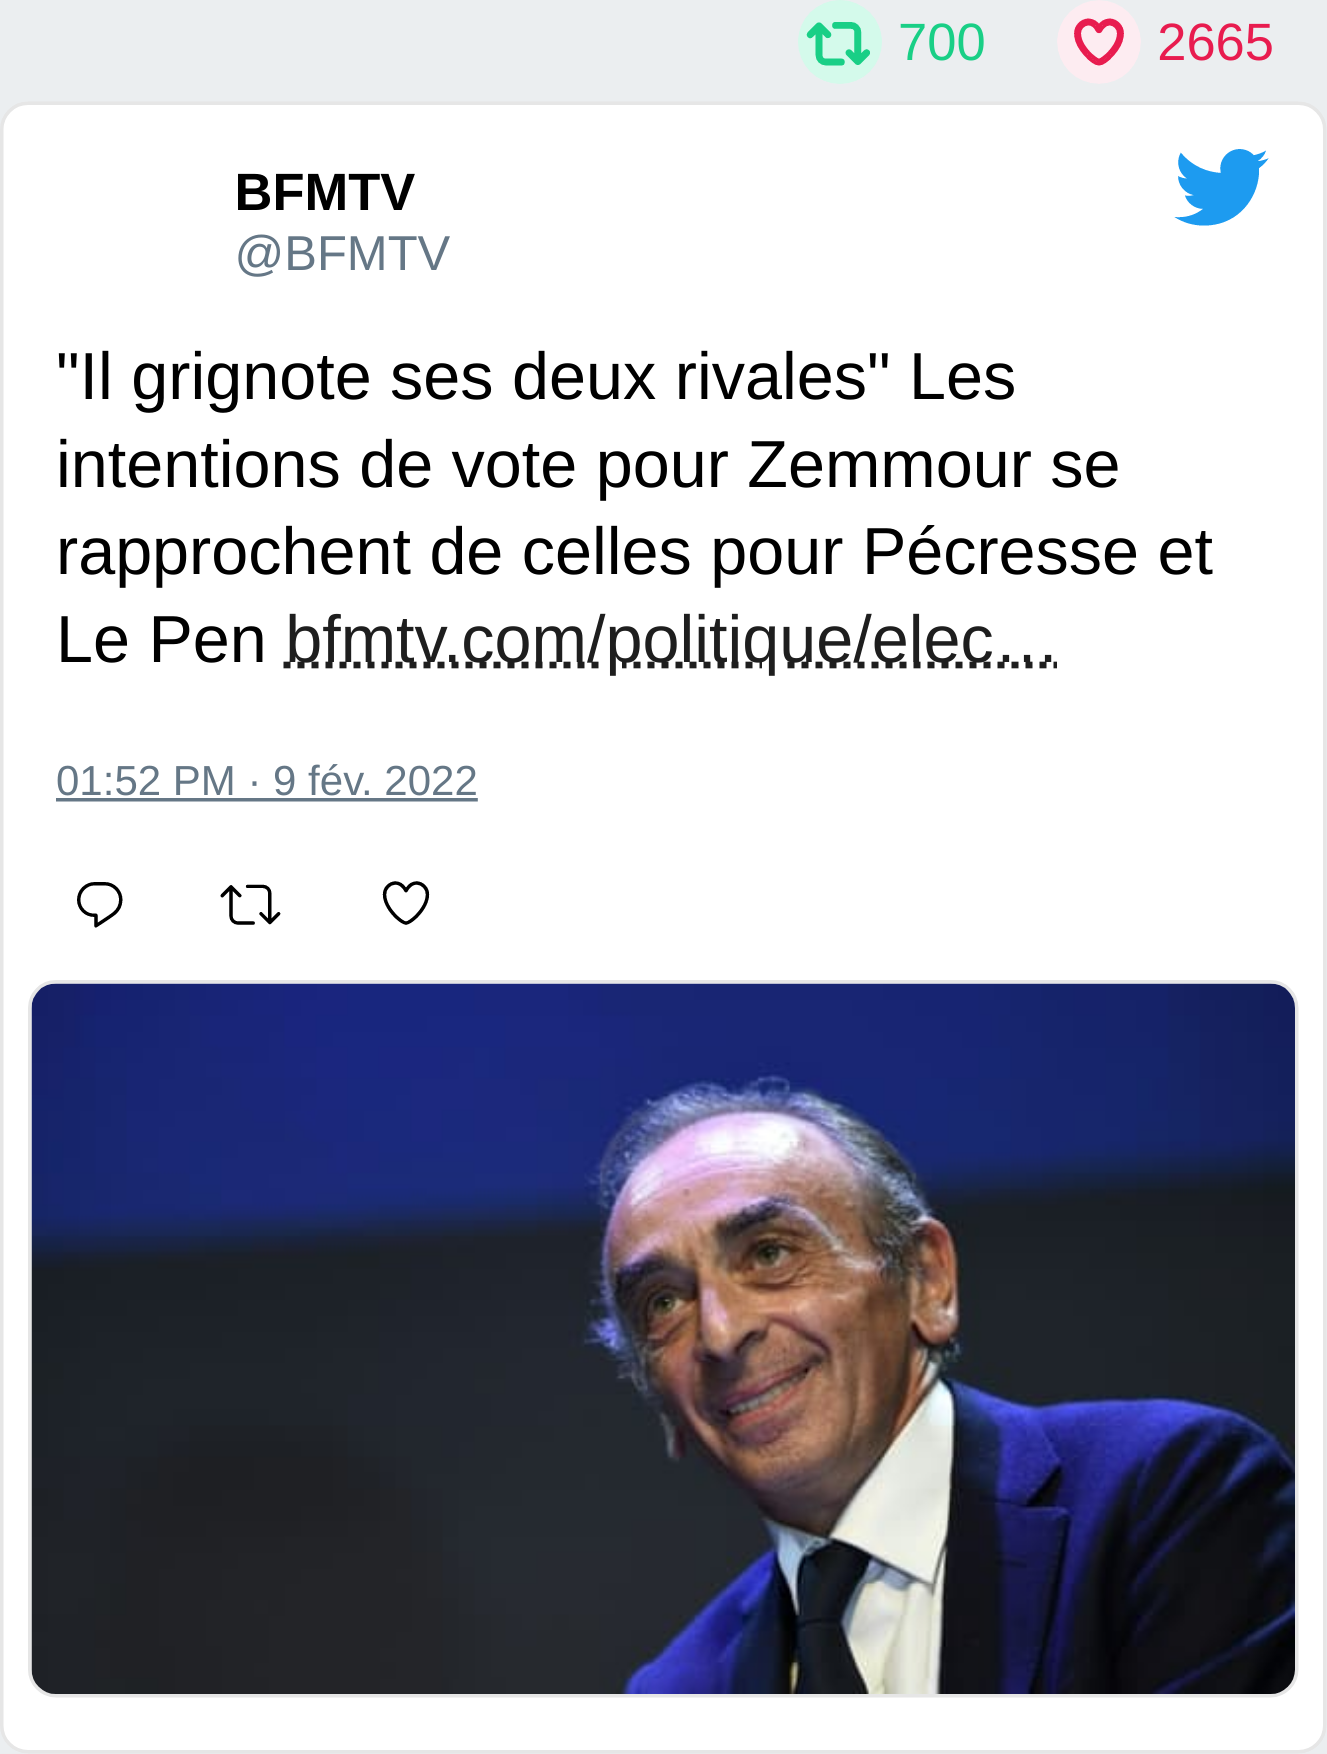 700 2665
BFMTV
@BFMTV
"Il grignote ses deux rivales" Les
intentions de vote pour Zemmour se
rapprochent de celles pour Pécresse et
Le Pen bfmtv.com/politique/elec…
01:52 PM · 9 fév. 2022